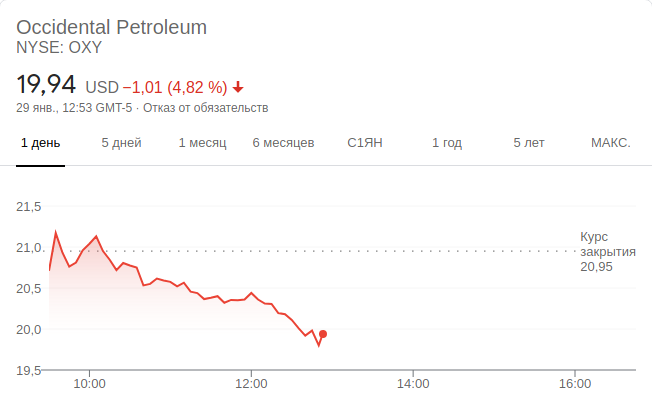 Occidental Petroleum
NYSE: OXY
19,94 USD −1,01 (4,82 %)
29 янв., 12:53 GMT-5 · Отказ от обязательств
1 день 5 дней 1 месяц 6 месяцев С1ЯН 1 год 5 лет МАКС.
21,5
21,0
20,5
20,0
19,5
Курс
закрытия
20,95
10:00 12:00 14:00 16:00